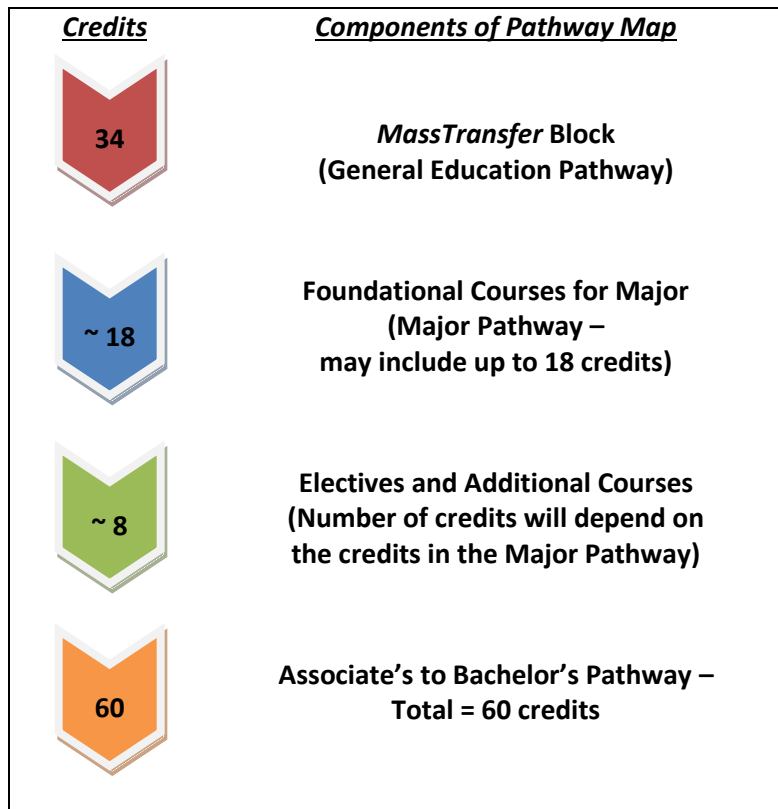 Credits Components of Pathway Map
34
MassTransfer Block
(General Education Pathway)
~ 18
Foundational Courses for Major
(Major Pathway –
may include up to 18 credits)
~ 8
Electives and Additional Courses
(Number of credits will depend on
the credits in the Major Pathway)
60
Associate’s to Bachelor’s Pathway –
Total = 60 credits